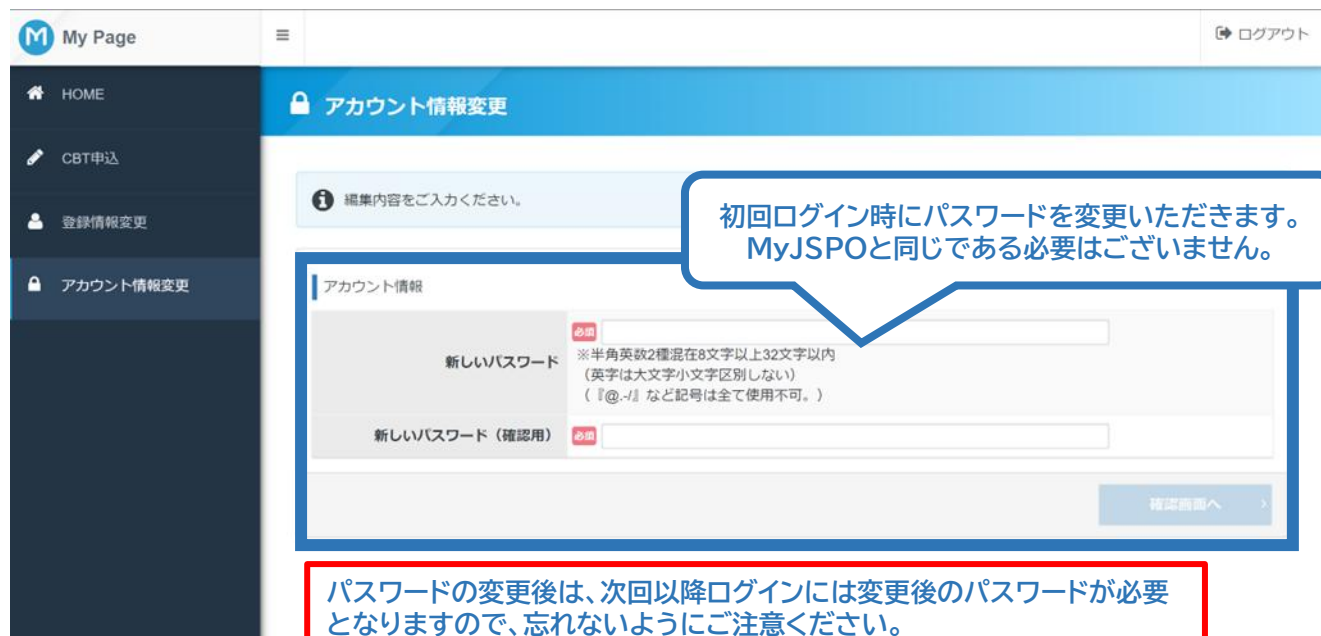 M My Page
ログアウト
HOME
CBT申込
登録情報変更
アカウント情報変更
アカウント情報変更
編集内容をご入力ください。
初回ログイン時にパスワードを変更いただきます。
MyJSPOと同じである必要はございません。
アカウント情報
新しいパスワード
必須
※半角英数2種混在8文字以上32文字以内
（英字は大文字小文字区別しない）
（『@.-/』など記号は全て使用不可。）
新しいパスワード（確認用）
必須
確認画面へ
パスワードの変更後は、次回以降ログインには変更後のパスワードが必要
となりますので、忘れないようにご注意ください。